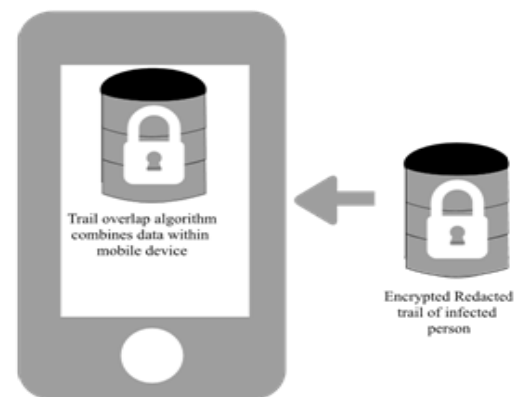 Trail overlap algorithm
combines data within
mobile device
Encrypted Redacted
trail of infected
person